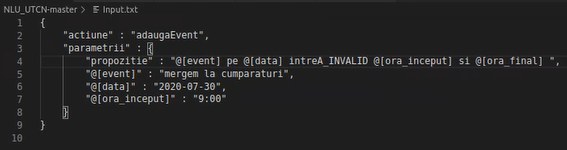 NLU_UTCN-master > Input.txt
1 {
2 "actiune" : "adaugaEvent",
3 "parametrii" : {
4 "propozitie" : "@[event] pe @[data] intreA_INVALID @[ora_inceput] si @[ora_final] ",
5 "@[event]" : "mergem la cumparaturi",
6 "@[data]" : "2020-07-30",
7 "@[ora_inceput]" : "9:00"
8 }
9 }
10